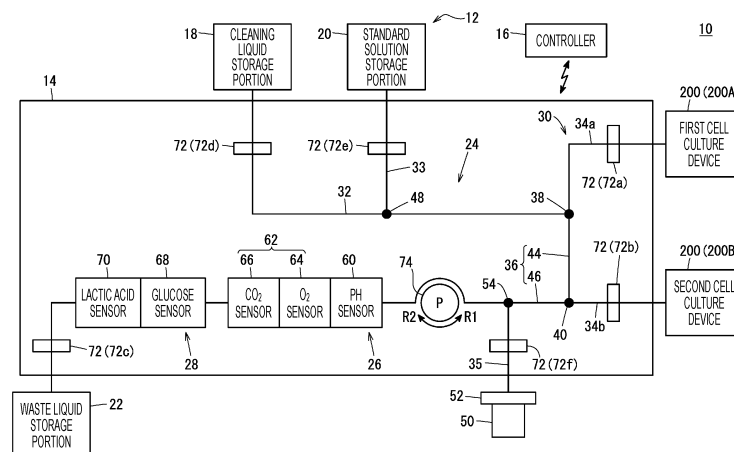 10
12
18
CLEANING
LIQUID
STORAGE
PORTION
20
STANDARD
SOLUTION
STORAGE
PORTION
16
CONTROLLER
14
200 (200A)
FIRST CELL
CULTURE
DEVICE
30
34a
72 (72a)
72 (72d)
72 (72e)
33
24
32
48
38
62
66
64
60
70
68
74
36
44
46
54
40
72 (72b)
200 (200B)
SECOND CELL
CULTURE
DEVICE
34b
LACTIC ACID
SENSOR
GLUCOSE
SENSOR
CO2
SENSOR
O2
SENSOR
PH
SENSOR
P
R2
R1
72 (72c)
28
26
35
72 (72f)
52
50
WASTE LIQUID
STORAGE
PORTION
22